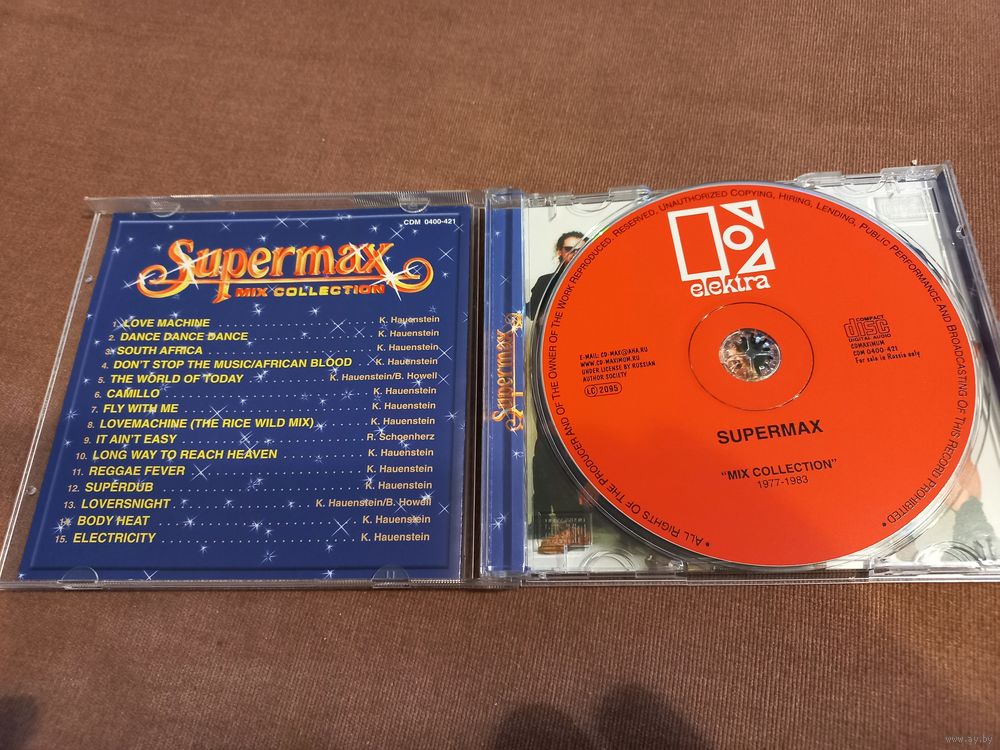 CDM 0400-421
Supermax
MIX COLLECTION
1. LOVE MACHINE . . . . . . . . . . K. Hauenstein
2. DANCE DANCE DANCE . . . . . . . . . . K. Hauenstein
3. SOUTH AFRICA . . . . . . . . . . K. Hauenstein
4. DON'T STOP THE MUSIC/AFRICAN BLOOD . . . . K. Hauenstein
5. THE WORLD OF TODAY . . . . . . . . K. Hauenstein/B. Howell
6. CAMILLO . . . . . . . . . . K. Hauenstein
7. FLY WITH ME . . . . . . . . . . K. Hauenstein
8. LOVEMACHINE (THE RICE WILD MIX) . . . . . K. Hauenstein
9. IT AIN'T EASY . . . . . . . . . . R. Schoenherz
10. LONG WAY TO REACH HEAVEN . . . . . . . . K. Hauenstein
11. REGGAE FEVER . . . . . . . . . . K. Hauenstein
12. SUPERDUB . . . . . . . . . . K. Hauenstein
13. LOVERSNIGHT . . . . . . . . . . K. Hauenstein/B. Howell
14. BODY HEAT . . . . . . . . . . K. Hauenstein
15. ELECTRICITY . . . . . . . . . . K. Hauenstein
Supermax
• ALL RIGHTS OF THE PRODUCER AND OF THE OWNER OF THE WORK REPRODUCED, RESERVED, UNAUTHORIZED COPYING, HIRING, LENDING, PUBLIC PERFORMANCE AND BROADCASTING OF THIS RECORD PROHIBITED •
elektra
E-MAIL: CD-MAX@AHA.RU
WWW.CD-MAXIMUM.RU
UNDER LICENSE BY RUSSIAN
AUTHOR SOCIETY
LC 2095
COMPACT
disc
DIGITAL AUDIO
CDMAXIMUM
CDM 0400-421
For sale in Russia only
SUPERMAX
"MIX COLLECTION"
1977-1983
www.ay.by